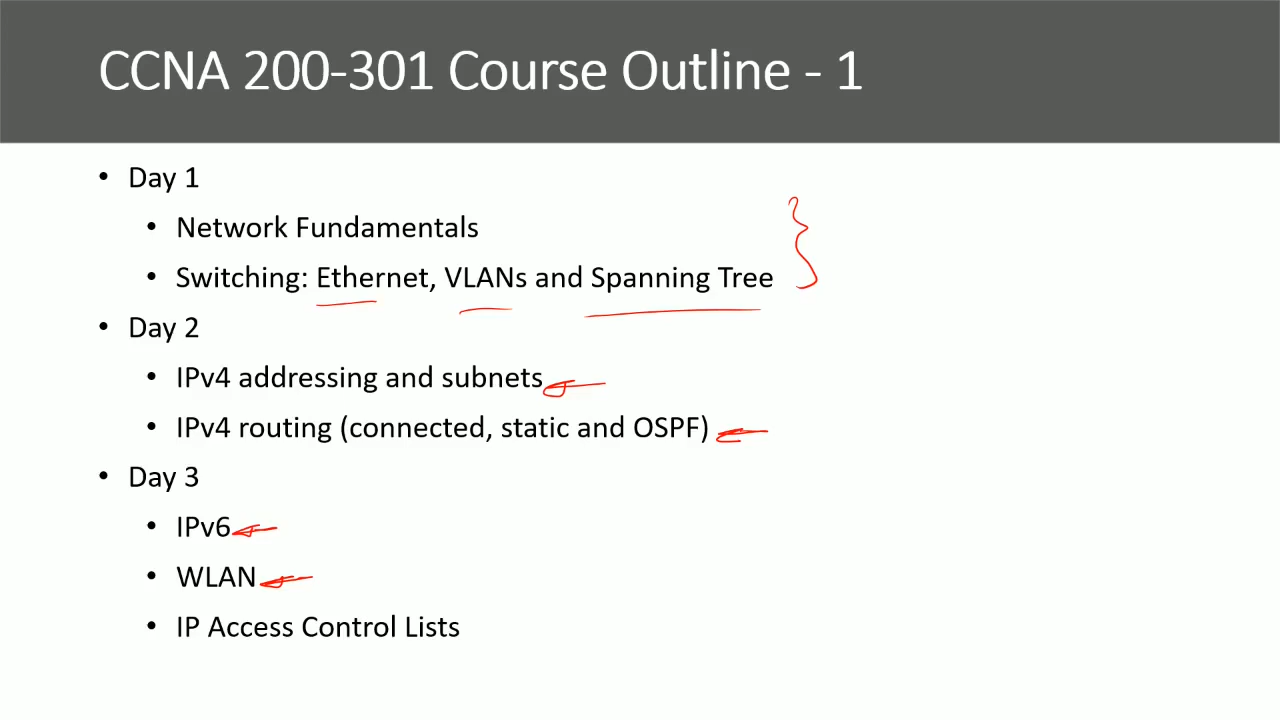 CCNA 200-301 Course Outline - 1
• Day 1
• Network Fundamentals
• Switching: Ethernet, VLANs and Spanning Tree
• Day 2
• IPv4 addressing and subnets
• IPv4 routing (connected, static and OSPF)
• Day 3
• IPv6
• WLAN
• IP Access Control Lists